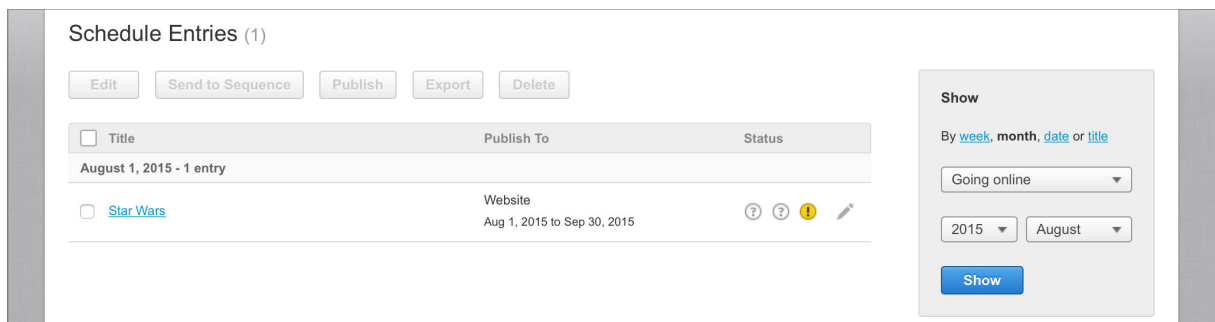 Schedule Entries (1)
Edit Send to Sequence Publish Export Delete
Title Publish To Status
August 1, 2015 - 1 entry
Star Wars
Website
Aug 1, 2015 to Sep 30, 2015
? ? !
Show
By week, month, date or title
Going online
2015 August
Show